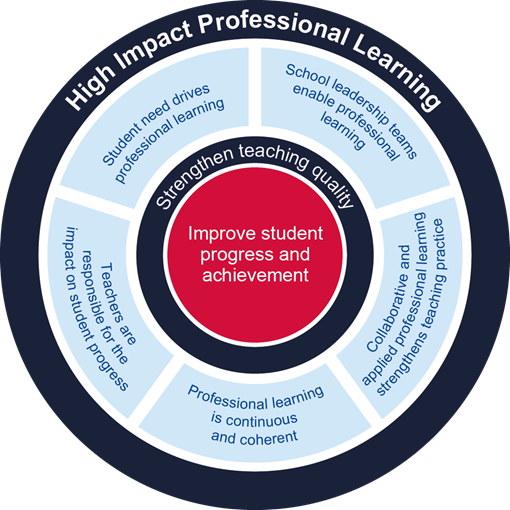 High Impact Professional Learning
Student need drives
professional learning
School leadership teams
enable professional
learning
Strengthen teaching quality
Improve student
progress and
achievement
Collaborative and
applied professional learning
strengthens teaching practice
Professional learning
is continuous
and coherent
Teachers are
responsible for the
impact on student progress